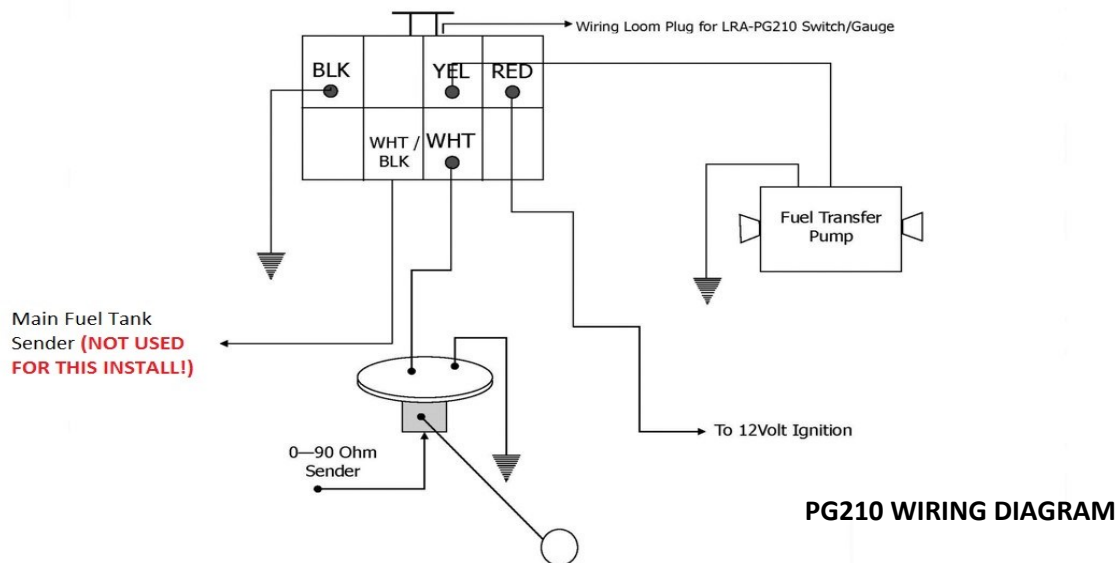 Wiring Loom Plug for LRA-PG210 Switch/Gauge
BLK
YEL
RED
WHT /
BLK
WHT
Fuel Transfer
Pump
Main Fuel Tank
Sender (NOT USED
FOR THIS INSTALL!)
To 12Volt Ignition
0—90 Ohm
Sender
PG210 WIRING DIAGRAM